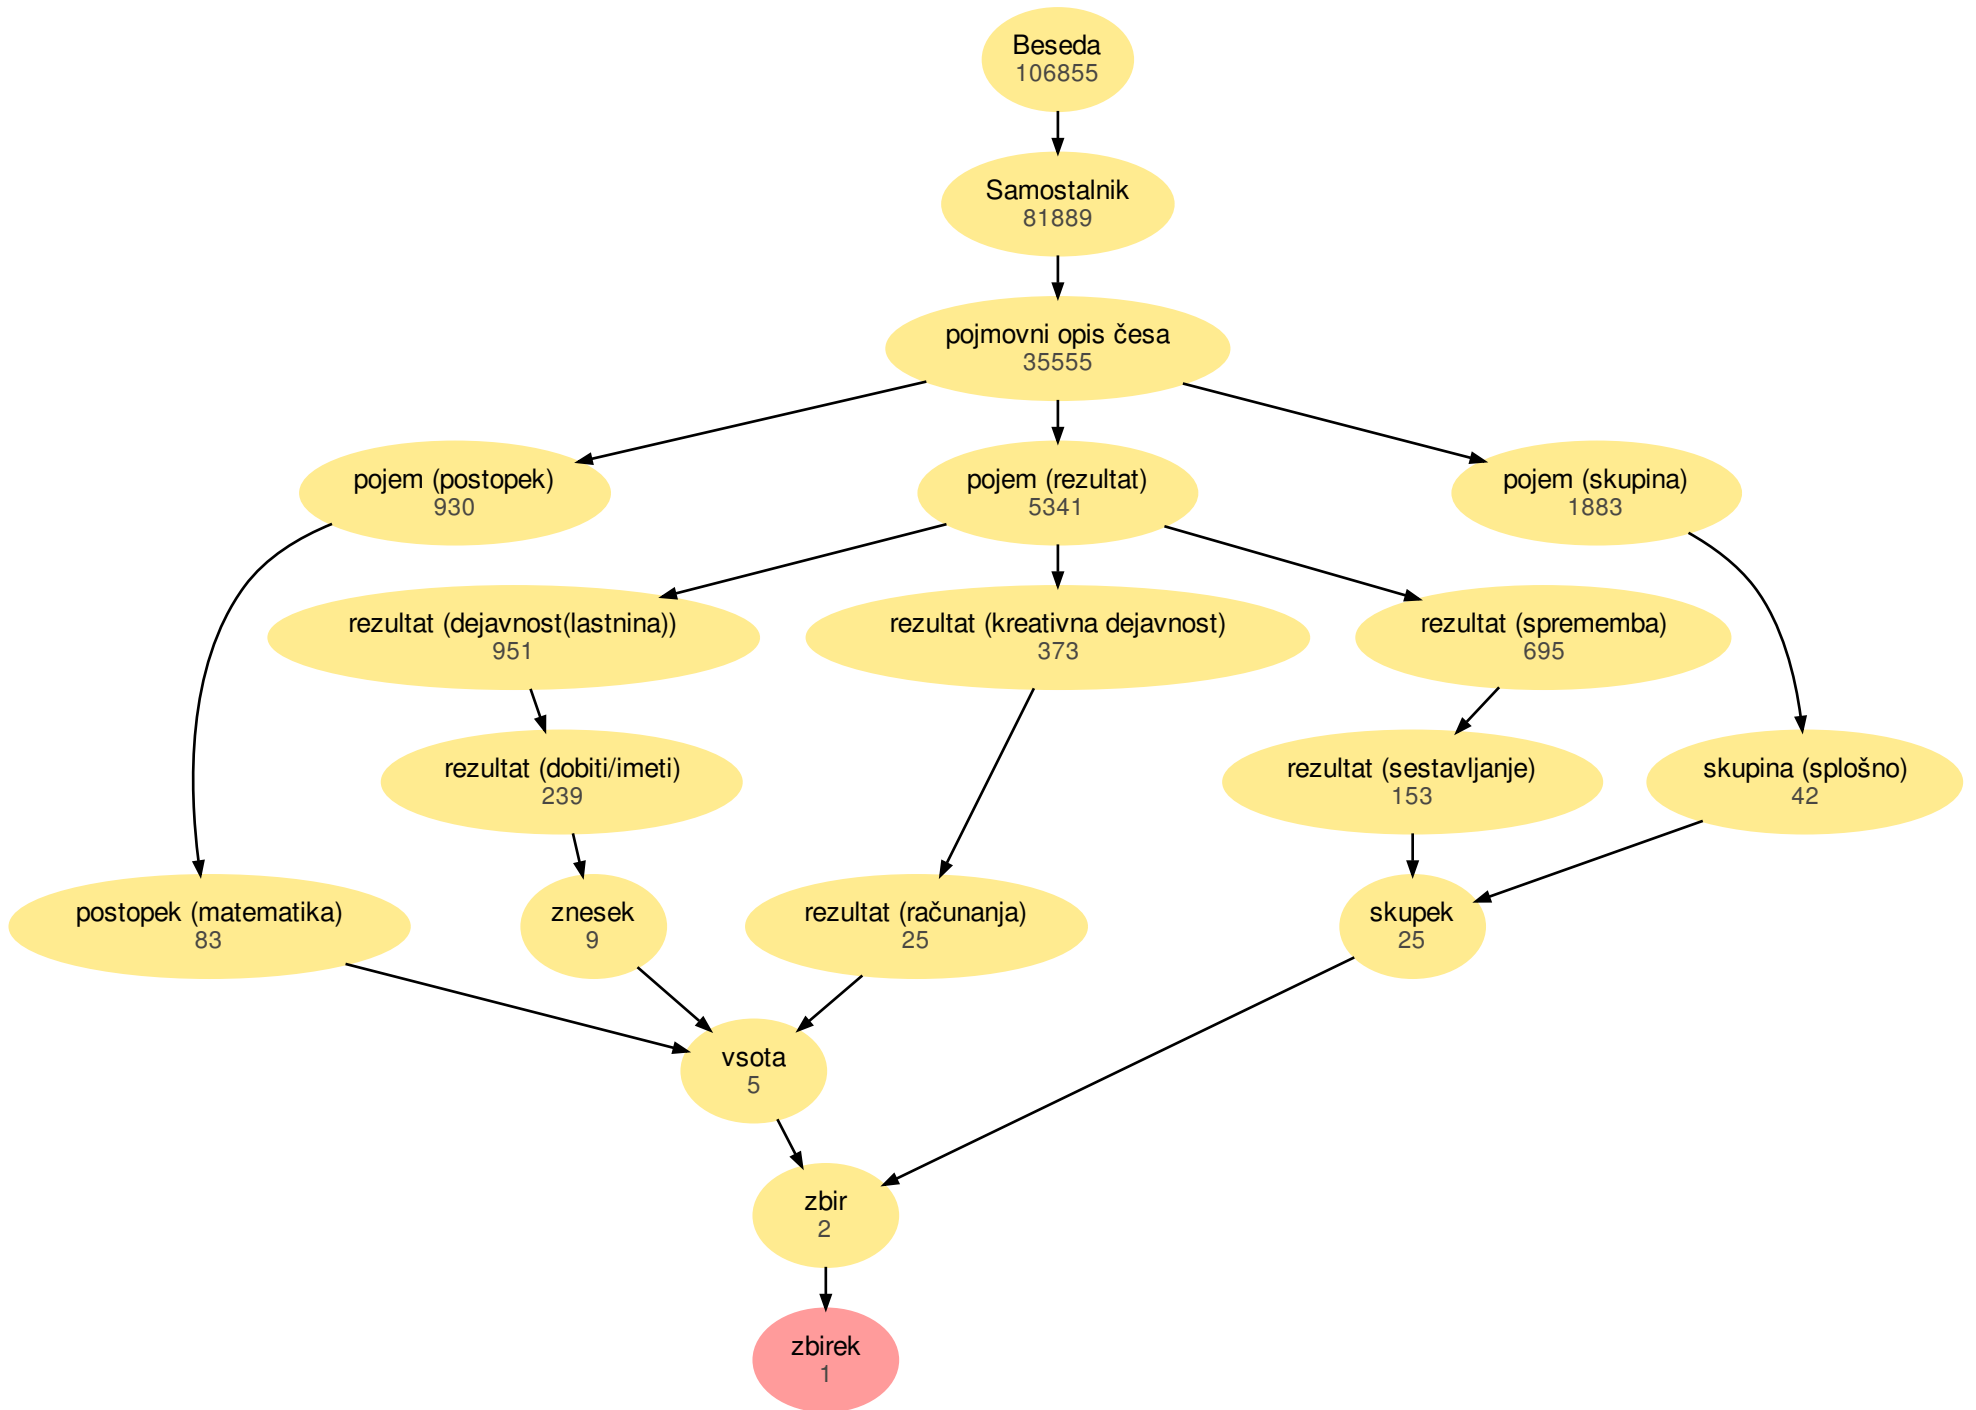 Beseda
106855
Samostalnik
81889
pojmovni opis česa
35555
pojem (postopek)
930
pojem (rezultat)
5341
pojem (skupina)
1883
rezultat (dejavnost(lastnina))
951
rezultat (kreativna dejavnost)
373
rezultat (sprememba)
695
rezultat (dobiti/imeti)
239
rezultat (sestavljanje)
153
skupina (splošno)
42
postopek (matematika)
83
znesek
9
rezultat (računanja)
25
skupek
25
vsota
5
zbir
2
zbirek
1